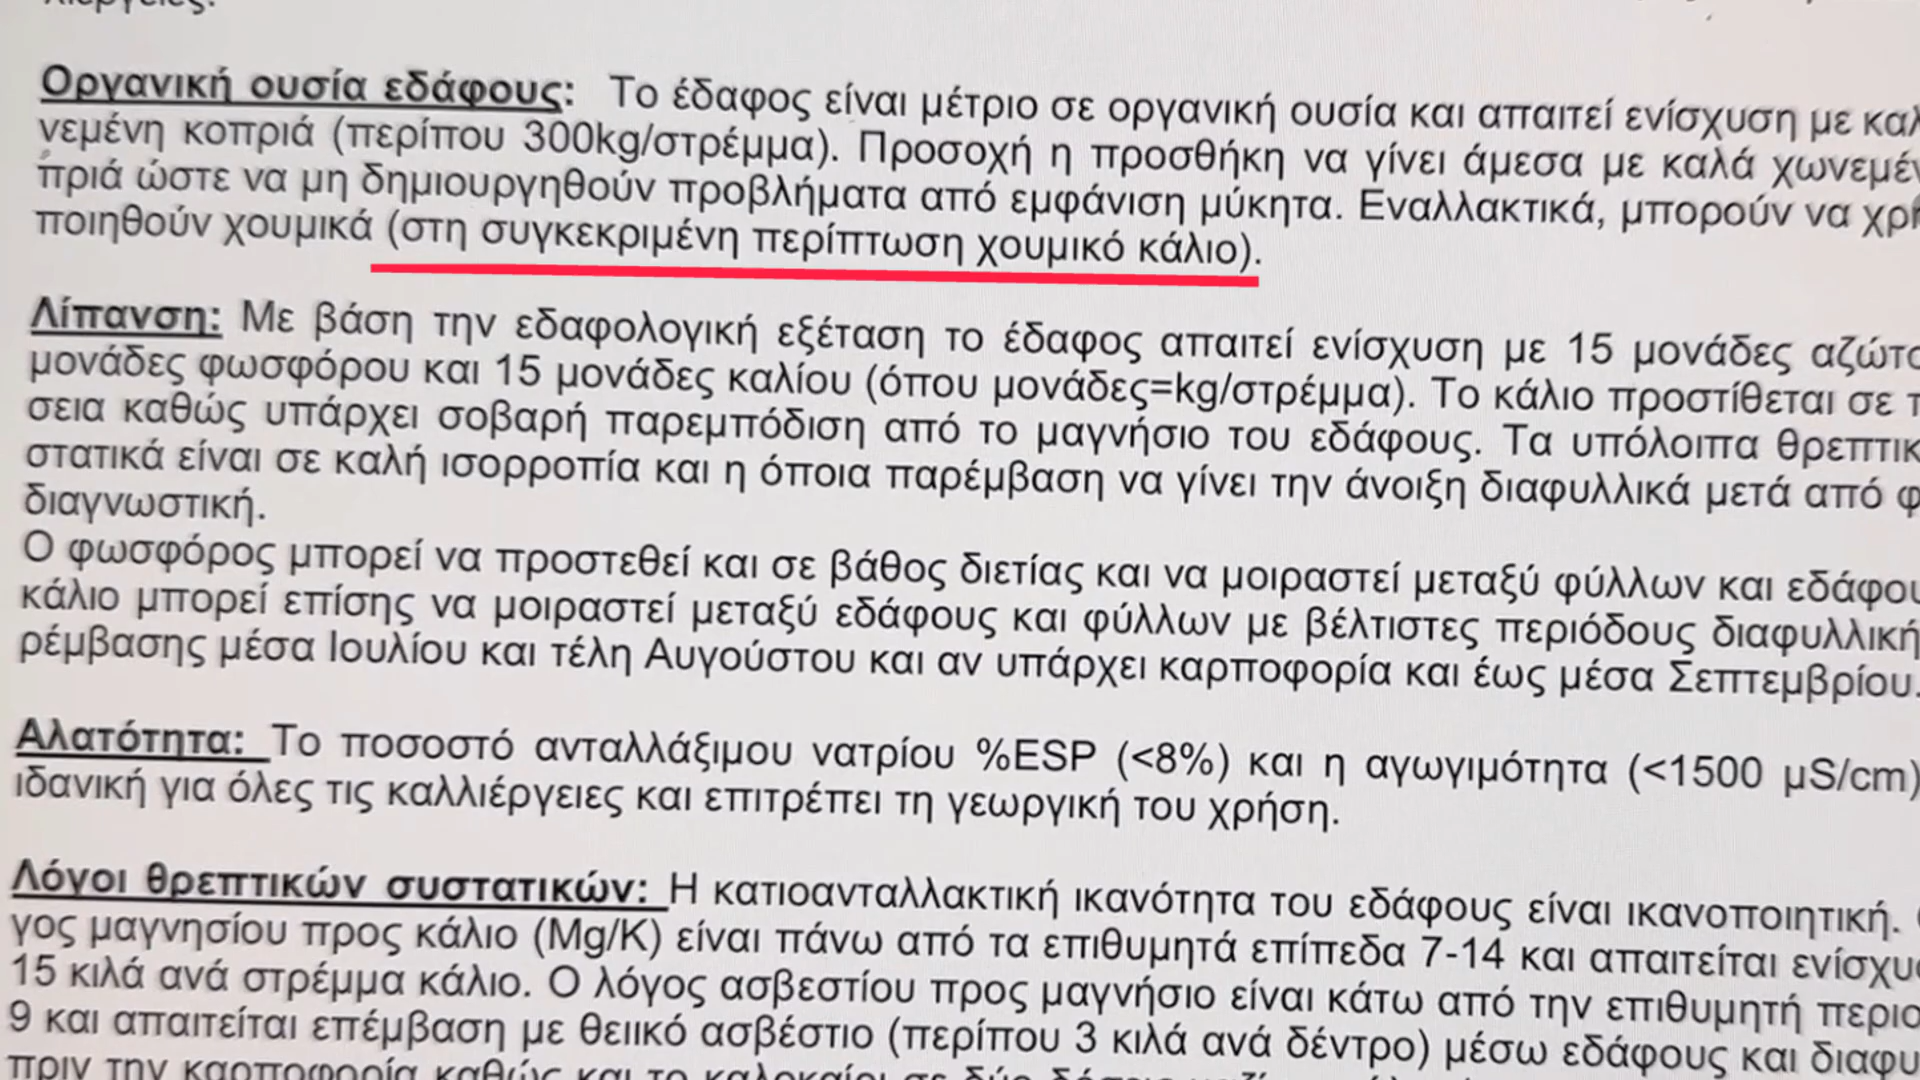 Οργανική ουσία εδάφους: Το έδαφος είναι μέτριο σε οργανική ουσία και απαιτεί ενίσχυση με
νεμένη κοπριά (περίπου 300kg/στρέμμα). Προσοχή η προσθήκη να γίνει άμεσα με καλά
πριά ώστε να μη δημιουργηθούν προβλήματα από εμφάνιση μύκητα. Εναλλακτικά, μπορούν να
ποιηθούν χουμικά (στη συγκεκριμένη περίπτωση χουμικό κάλιο).
Λίπανση: Με βάση την εδαφολογική εξέταση το έδαφος απαιτεί ενίσχυση με 15 μονάδες
μονάδες φωσφόρου και 15 μονάδες καλίου (όπου μονάδες=kg/στρέμμα). Το κάλιο προστίθεται σε
σεια καθώς υπάρχει σοβαρή παρεμπόδιση από το μαγνήσιο του εδάφους. Τα υπόλοιπα
στατικά είναι σε καλή ισορροπία και η όποια παρέμβαση να γίνει την άνοιξη διαφυλλικά μετά από
διαγνωστική.
Ο φωσφόρος μπορεί να προστεθεί και σε βάθος διετίας και να μοιραστεί μεταξύ φύλλων και
κάλιο μπορεί επίσης να μοιραστεί μεταξύ εδάφους και φύλλων με βέλτιστες περιόδους
ρέμβασης μέσα Ιουλίου και τέλη Αυγούστου και αν υπάρχει καρποφορία και έως μέσα Σεπτεμβρίου.
Αλατότητα: Το ποσοστό ανταλλάξιμου νατρίου %ESP (<8%) και η αγωγιμότητα (<1500 μS/cm)
ιδανική για όλες τις καλλιέργειες και επιτρέπει τη γεωργική του χρήση.
Λόγοι θρεπτικών συστατικών: Η κατιοανταλλακτική ικανότητα του εδάφους είναι ικανοποιητική.
γος μαγνησίου προς κάλιο (Mg/K) είναι πάνω από τα επιθυμητά επίπεδα 7-14 και απαιτείται
15 κιλά ανά στρέμμα κάλιο. Ο λόγος ασβεστίου προς μαγνήσιο είναι κάτω από την επιθυμητή
9 και απαιτείται επέμβαση με θειικό ασβέστιο (περίπου 3 κιλά ανά δέντρο) μέσω εδάφους και
πριν την καρποφορία καθώς και το καλοκαίρι σε δύο